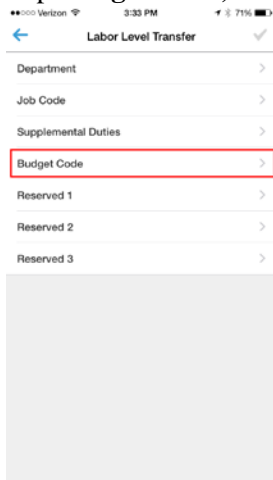 Verizon 3:33 PM 71%
Labor Level Transfer
Department
Job Code
Supplemental Duties
Budget Code
Reserved 1
Reserved 2
Reserved 3